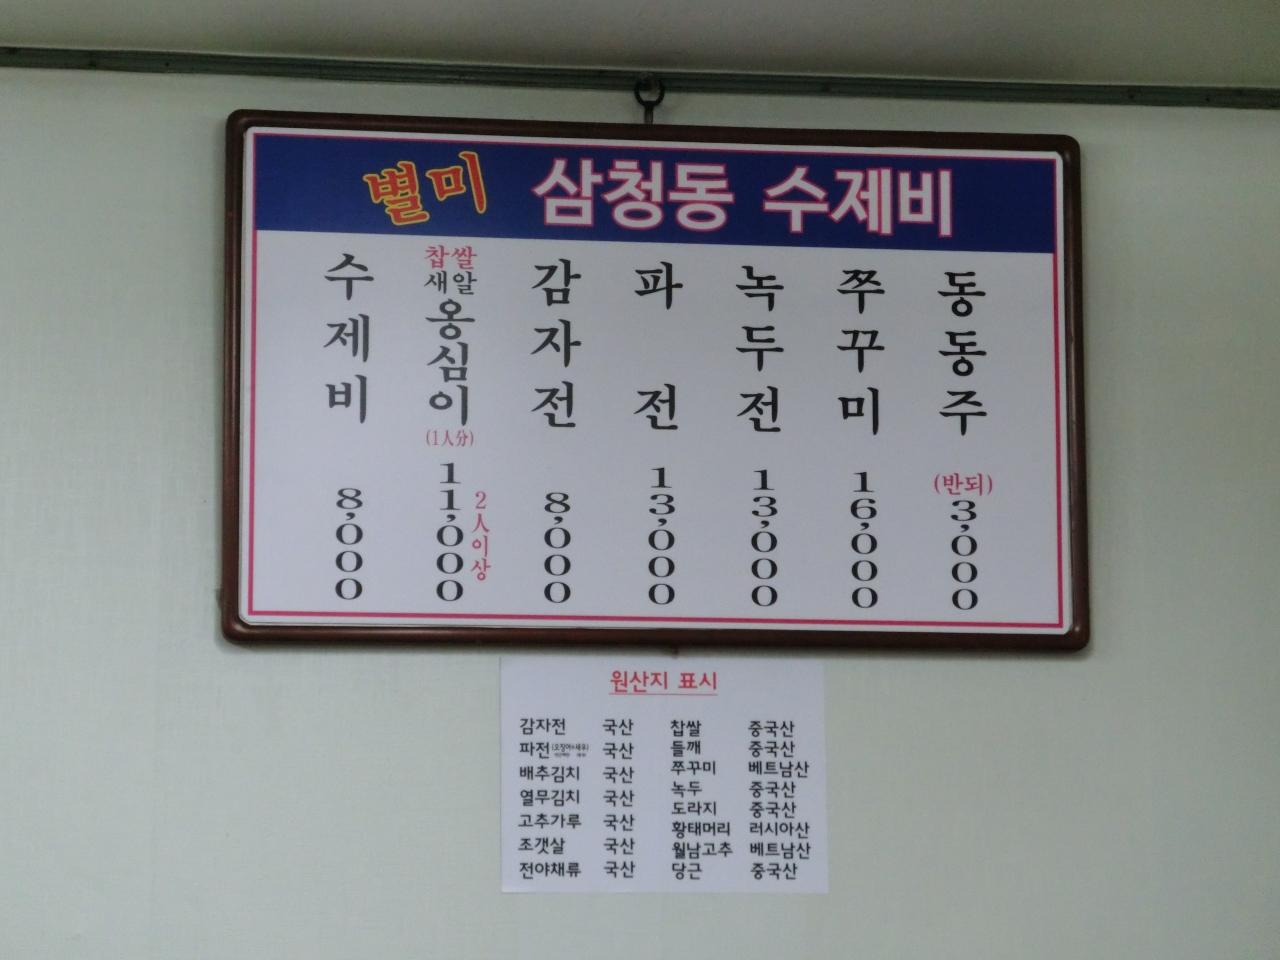 별미 삼청동 수제비
수제비 8,000
찹쌀
새알
옹심이
(1人分)
11,000
2人이상
감자전 8,000
파전 13,000
녹두전 13,000
쭈꾸미 16,000
동동주
(반되)
3,000
원산지 표시
감자전 국산
파전 국산
배추김치 국산
열무김치 국산
고추가루 국산
조갯살 국산
전야채류 국산
찹쌀 중국산
들깨 중국산
쭈꾸미 베트남산
녹두 중국산
도라지 중국산
황태머리 러시아산
월남고추 베트남산
당근 중국산